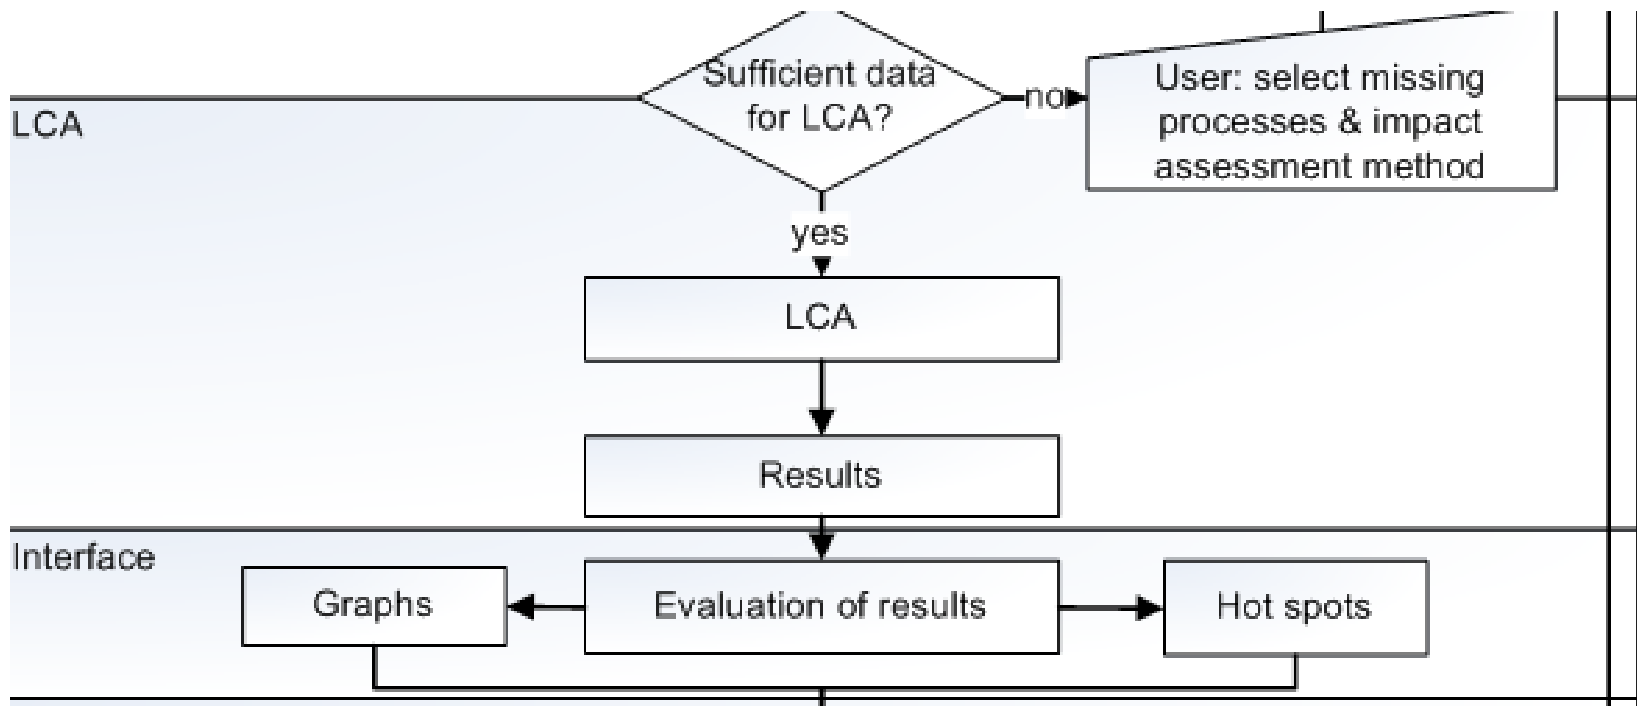 Sufficient data
for LCA?
no
User: select missing
processes & impact
assessment method
LCA
yes
LCA
Results
Interface
Graphs
Evaluation of results
Hot spots